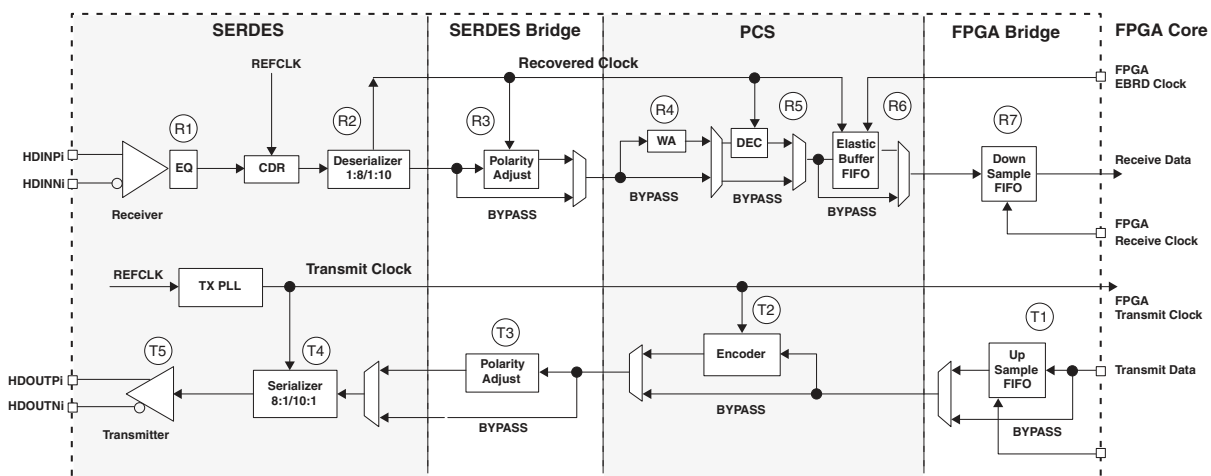 SERDES
SERDES Bridge
PCS
FPGA Bridge
FPGA Core
REFCLK
Recovered Clock
FPGA
EBRD Clock
R1
R2
R3
R4
R5
R6
R7
HDINPi
HDINNi
EQ
CDR
Deserializer
1:8/1:10
Polarity
Adjust
WA
DEC
Elastic
Buffer
FIFO
Down
Sample
FIFO
Receive Data
Receiver
BYPASS
BYPASS
BYPASS
BYPASS
FPGA
Receive Clock
REFCLK
TX PLL
Transmit Clock
FPGA
Transmit Clock
T5
T4
T3
T2
T1
HDOUTPi
HDOUTNi
Serializer
8:1/10:1
Polarity
Adjust
Encoder
Up
Sample
FIFO
Transmit Data
Transmitter
BYPASS
BYPASS
BYPASS